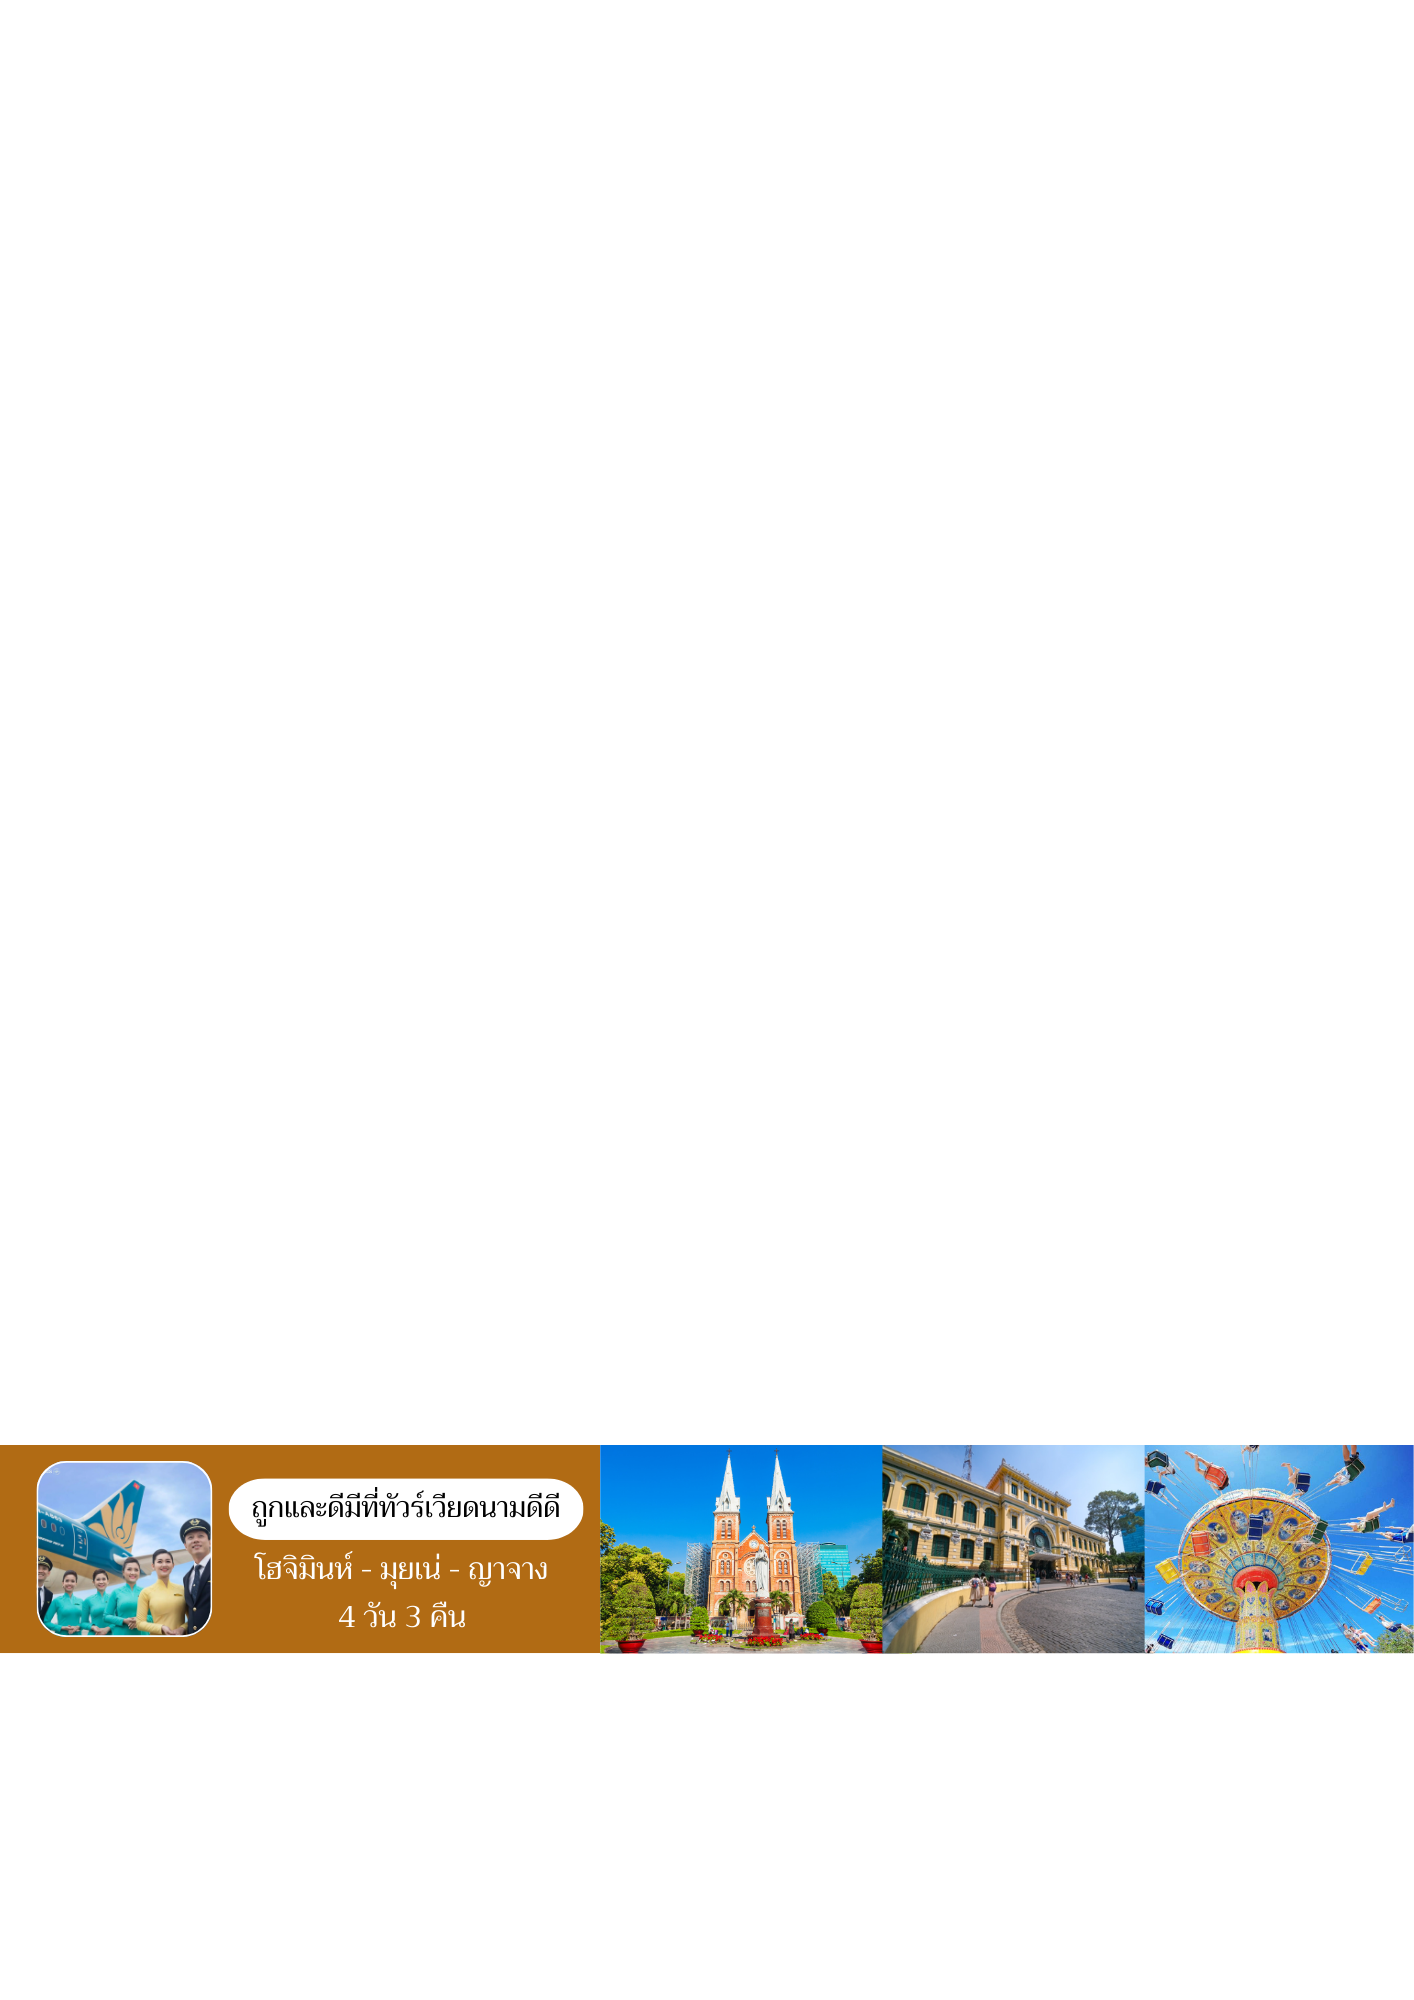 ถูกและดีมีที่ทัวร์เวียดนามดีดี
โฮจิมินห์ - มุยเน่ - ญาจาง
4 วัน 3 คืน